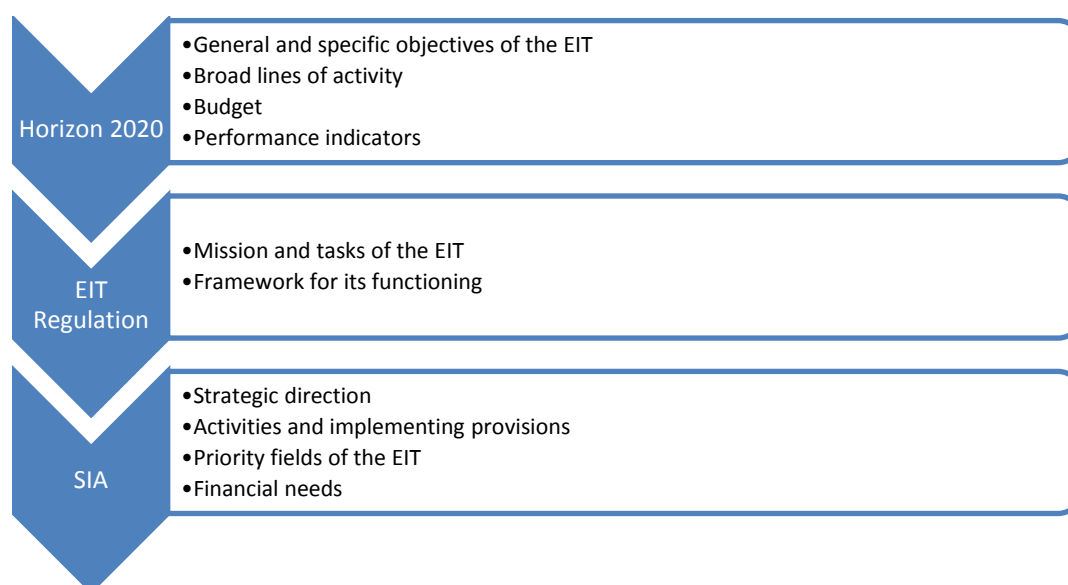 Horizon 2020
•General and specific objectives of the EIT
•Broad lines of activity
•Budget
•Performance indicators
EIT
Regulation
•Mission and tasks of the EIT
•Framework for its functioning
SIA
•Strategic direction
•Activities and implementing provisions
•Priority fields of the EIT
•Financial needs